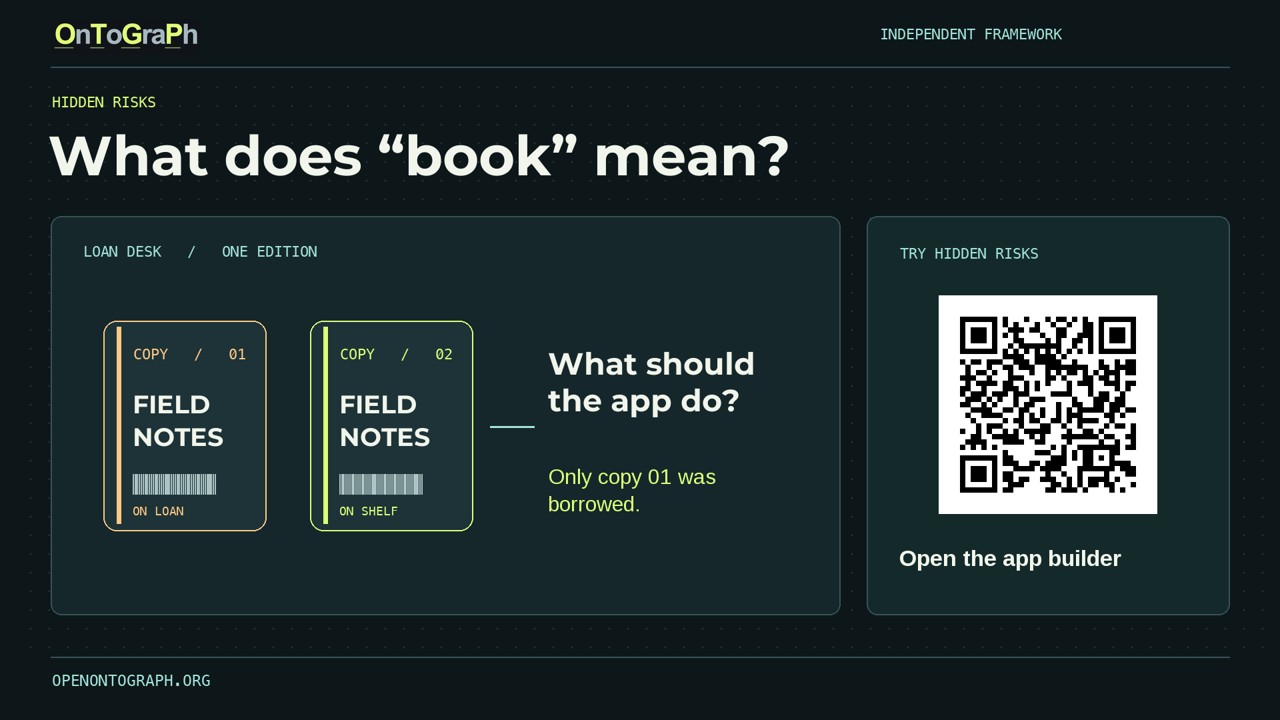 OnToGraPh
INDEPENDENT FRAMEWORK
HIDDEN RISKS
What does “book” mean?
LOAN DESK / ONE EDITION
COPY / 01
FIELD
NOTES
ON LOAN
COPY / 02
FIELD
NOTES
ON SHELF
What should
the app do?
Only copy 01 was
borrowed.
TRY HIDDEN RISKS
Open the app builder
OPENONTOGRAPH.ORG